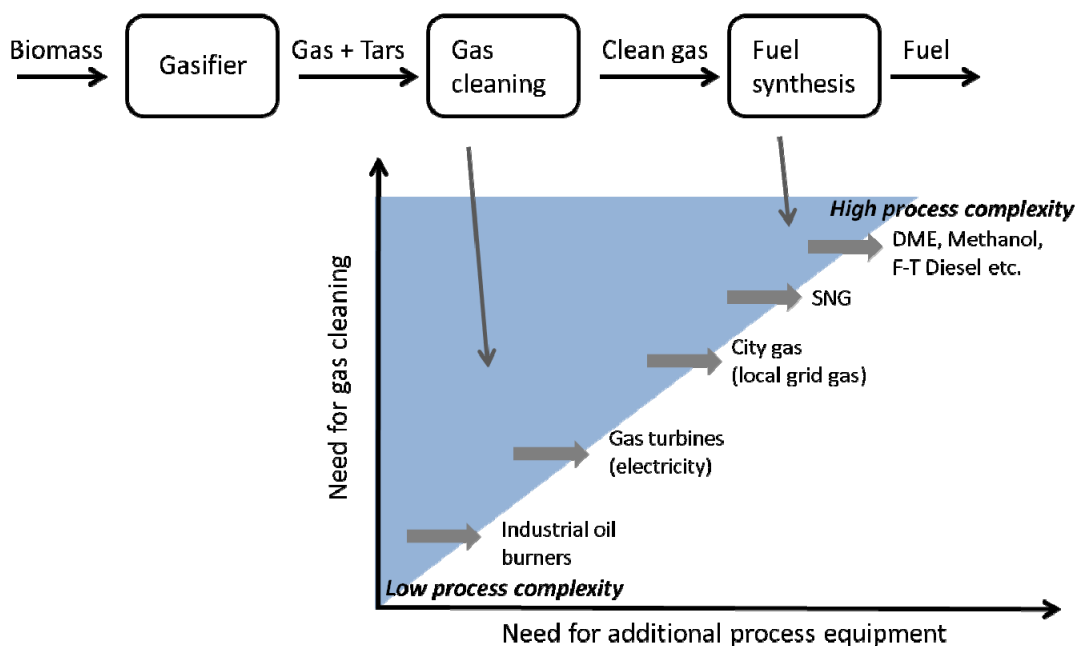 Biomass
Gasifier
Gas + Tars
Gas
cleaning
Clean gas
Fuel
synthesis
Fuel
High process complexity
DME, Methanol,
F-T Diesel etc.
SNG
City gas
(local grid gas)
Gas turbines
(electricity)
Industrial oil
burners
Low process complexity
Need for gas cleaning
Need for additional process equipment